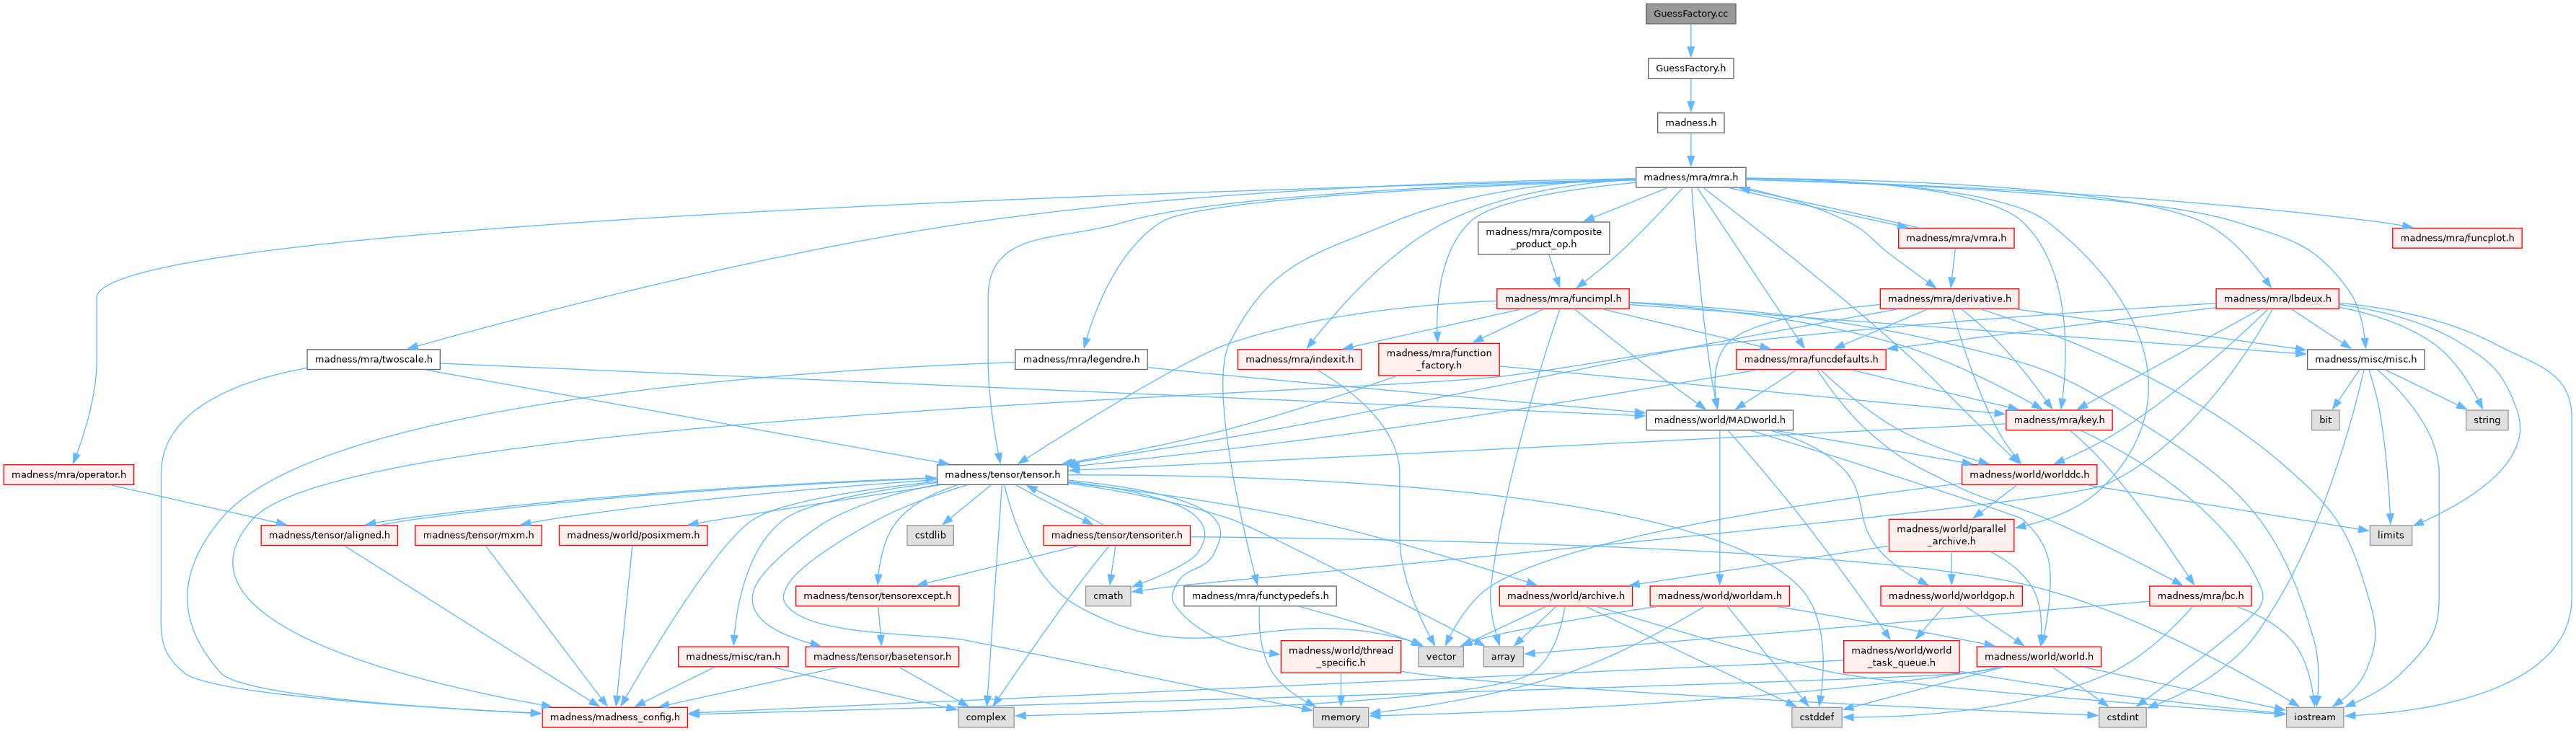 GuessFactory.cc
GuessFactory.h
madness.h
madness/mra/mra.h
madness/mra/composite
_product_op.h
madness/mra/vmra.h
madness/mra/funcplot.h
madness/mra/funcimpl.h
madness/mra/derivative.h
madness/mra/lbdeux.h
madness/mra/twoscale.h
madness/mra/legendre.h
madness/mra/indexit.h
madness/mra/function
_factory.h
madness/mra/funcdefaults.h
madness/misc/misc.h
madness/world/MADworld.h
madness/mra/key.h
bit
string
madness/mra/operator.h
madness/tensor/tensor.h
madness/world/worlddc.h
madness/tensor/aligned.h
madness/tensor/mxm.h
madness/world/posixmem.h
cstdlib
madness/tensor/tensoriter.h
madness/world/parallel
_archive.h
limits
madness/tensor/tensorexcept.h
cmath
madness/mra/functypedefs.h
madness/world/archive.h
madness/world/worldam.h
madness/world/worldgop.h
madness/mra/bc.h
madness/misc/ran.h
madness/tensor/basetensor.h
madness/world/thread
_specific.h
vector
array
madness/world/world
_task_queue.h
madness/world/world.h
madness/madness_config.h
complex
memory
cstddef
cstdint
iostream